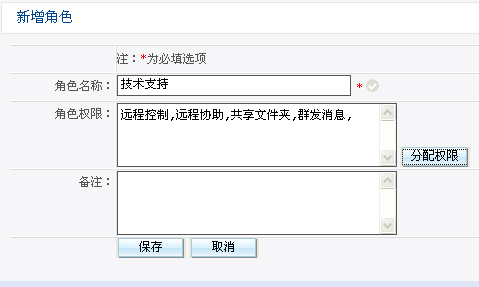 新增角色
注：*为必填选项
角色名称： 技术支持 *
角色权限： 远程控制,远程协助,共享文件夹,群发消息,
分配权限
备注：
保存 取消